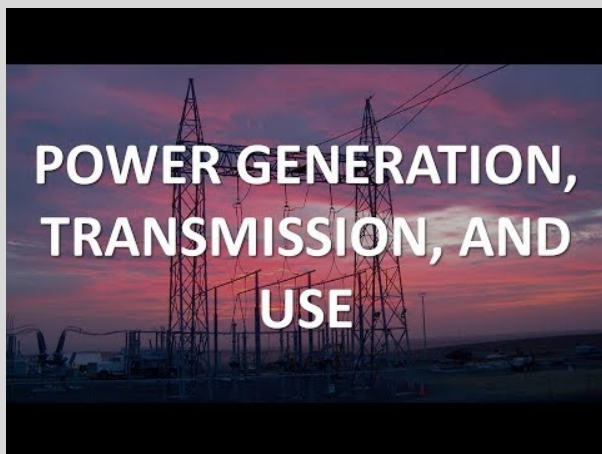 POWER GENERATION,
TRANSMISSION, AND
USE